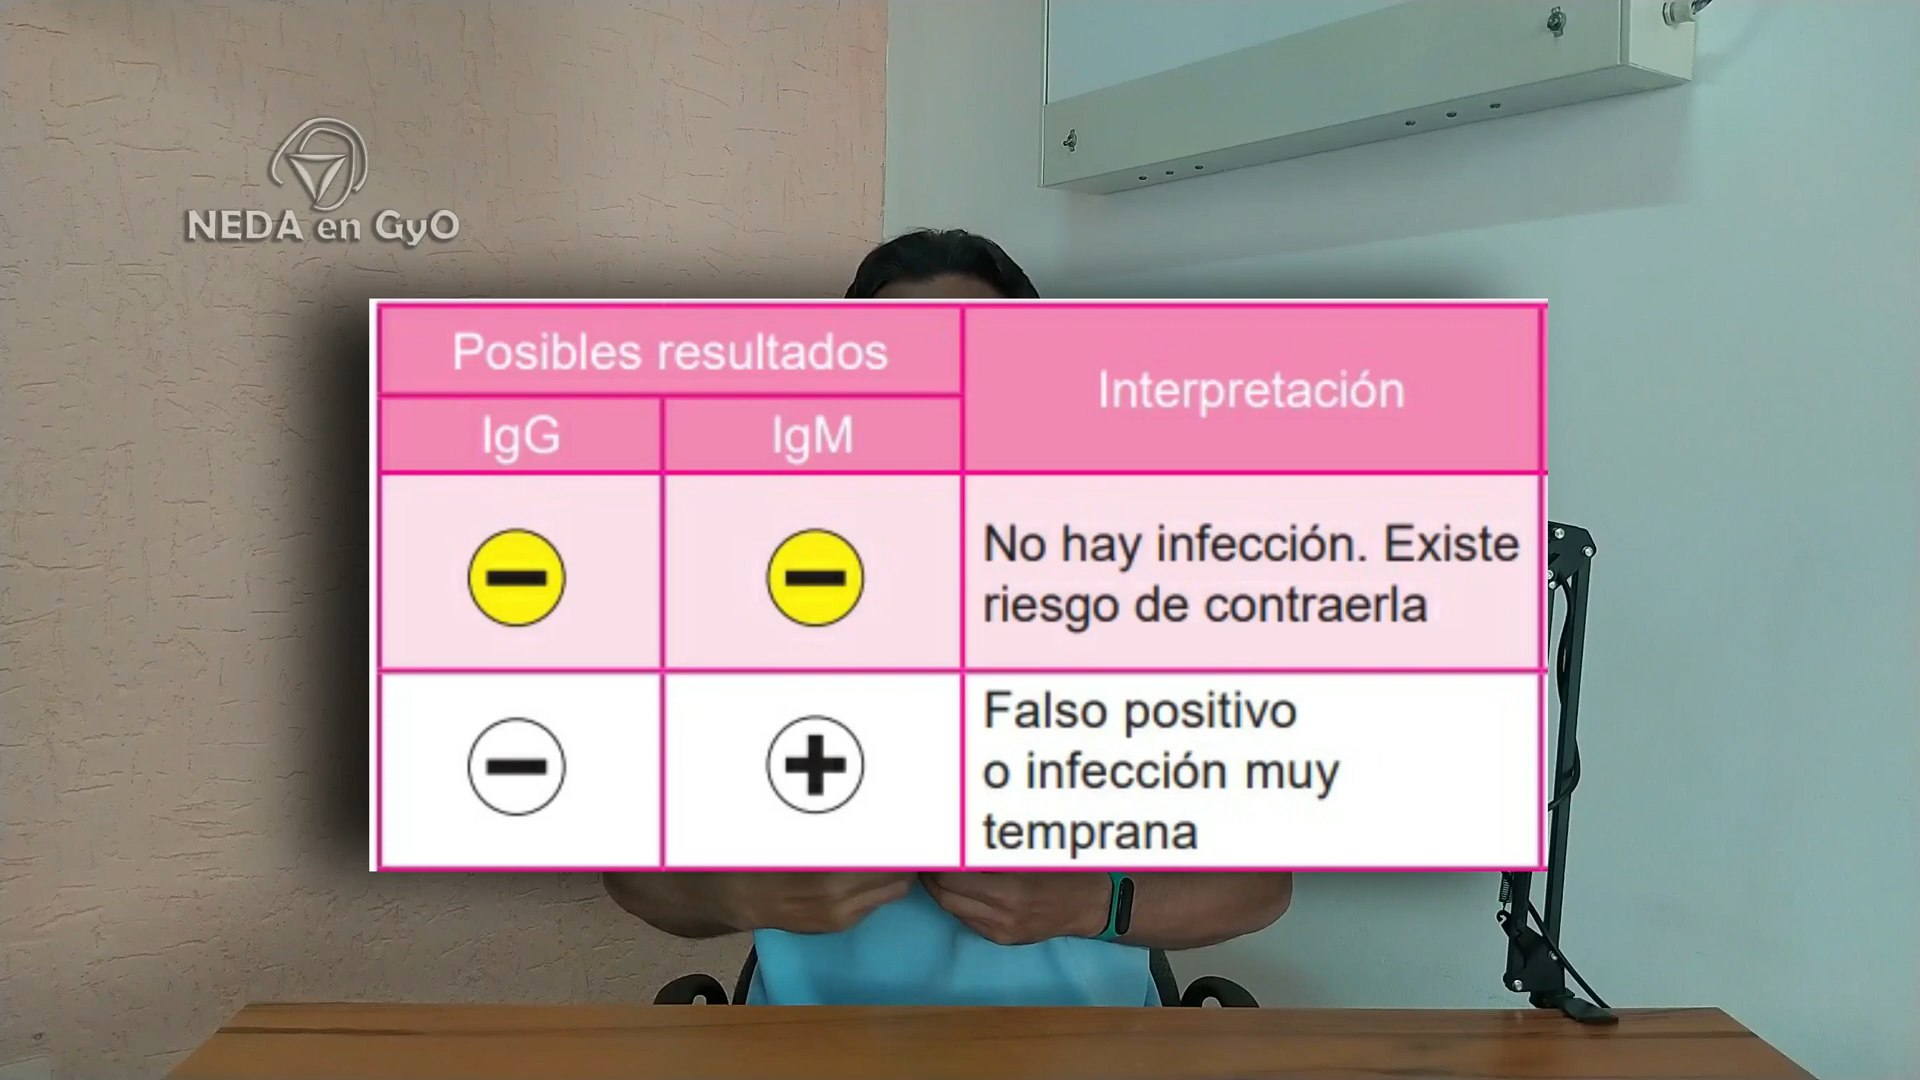 NEDA en GyO
Posibles resultados
Interpretación
IgG
IgM
No hay infección. Existe
riesgo de contraerla
Falso positivo
o infección muy
temprana